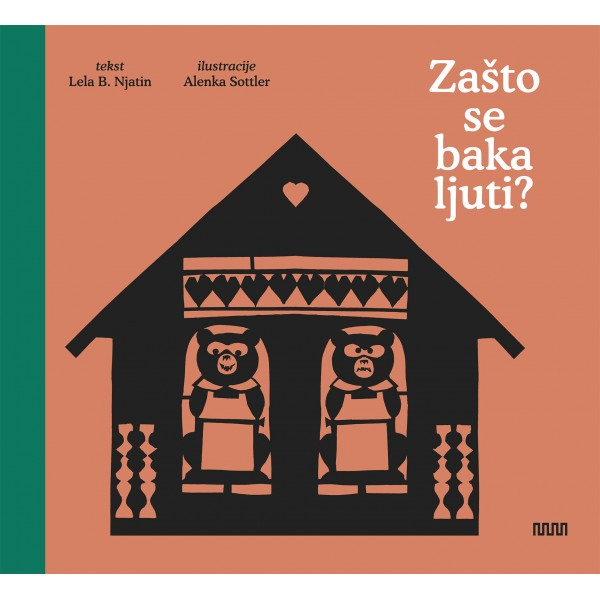 tekst
Lela B. Njatin
ilustracije
Alenka Sottler
Zašto
se
baka
ljuti?